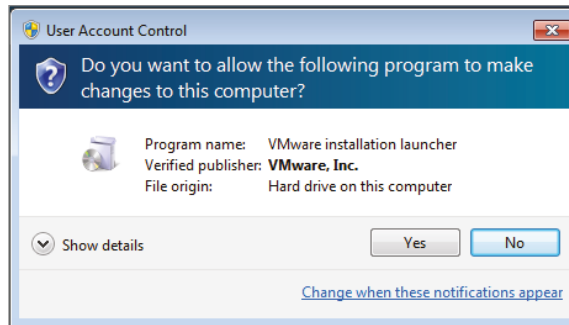 User Account Control
Do you want to allow the following program to make
changes to this computer?
Program name: VMware installation launcher
Verified publisher: VMware, Inc.
File origin: Hard drive on this computer
Show details
Yes
No
Change when these notifications appear